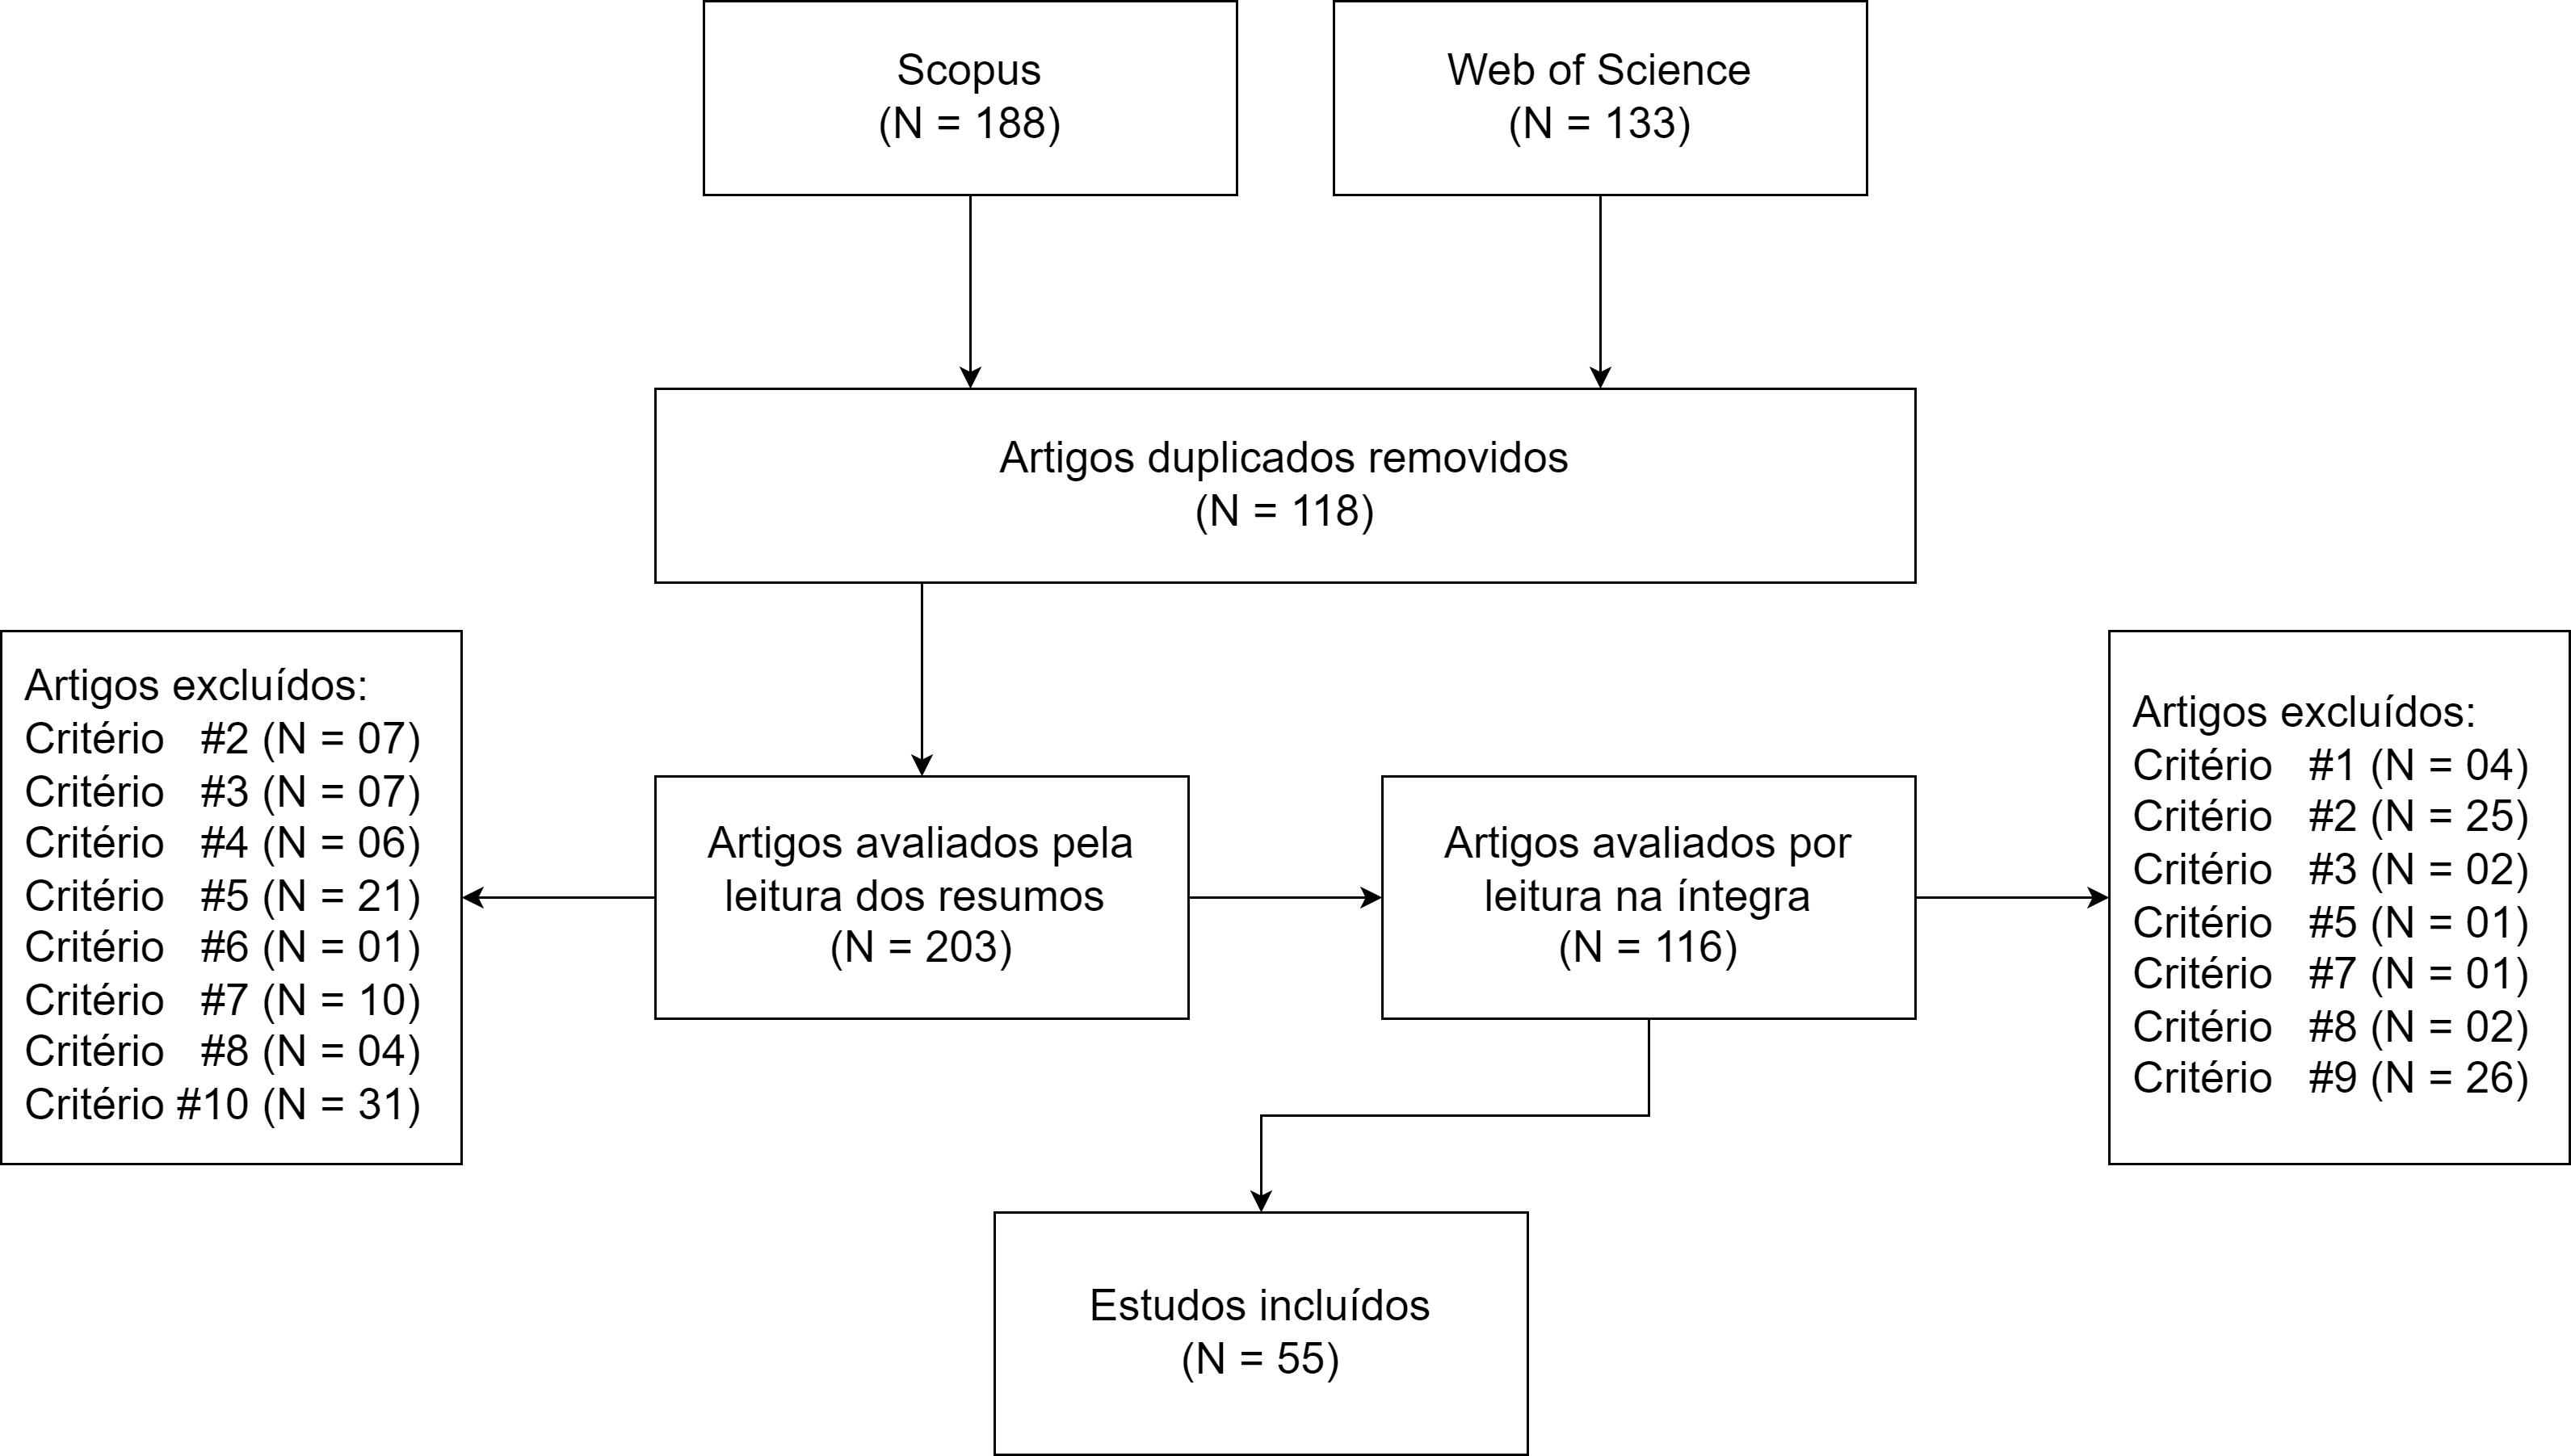 Scopus
(N = 188)
Web of Science
(N = 133)
Artigos duplicados removidos
(N = 118)
Artigos excluídos:
Critério #2 (N = 07)
Critério #3 (N = 07)
Critério #4 (N = 06)
Critério #5 (N = 21)
Critério #6 (N = 01)
Critério #7 (N = 10)
Critério #8 (N = 04)
Critério #10 (N = 31)
Artigos avaliados pela
leitura dos resumos
(N = 203)
Artigos avaliados por
leitura na íntegra
(N = 116)
Artigos excluídos:
Critério #1 (N = 04)
Critério #2 (N = 25)
Critério #3 (N = 02)
Critério #5 (N = 01)
Critério #7 (N = 01)
Critério #8 (N = 02)
Critério #9 (N = 26)
Estudos incluídos
(N = 55)